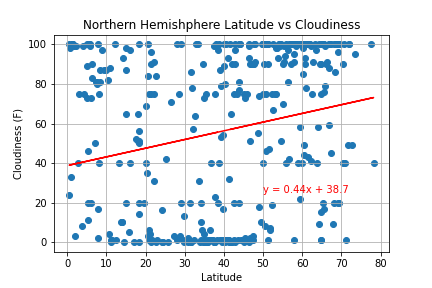 Northern Hemishphere Latitude vs Cloudiness
100
80
60
40
20
0
Cloudiness (F)
y = 0.44x + 38.7
0 10 20 30 40 50 60 70 80
Latitude